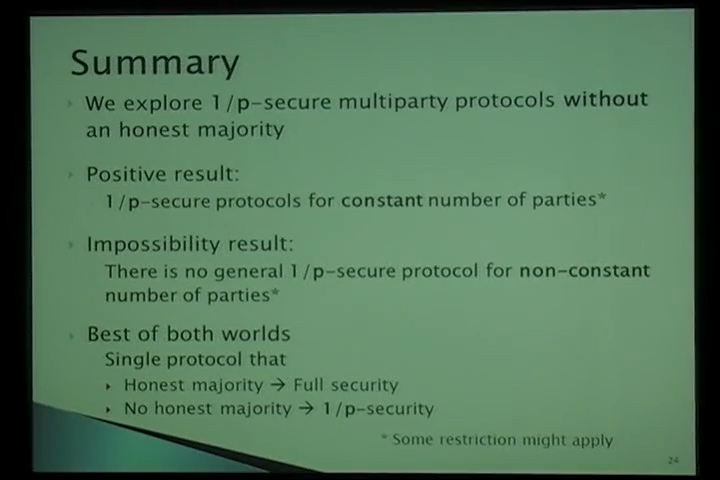 Summary
We explore 1/p-secure multiparty protocols without
an honest majority
Positive result:
1/p-secure protocols for constant number of parties*
Impossibility result:
There is no general 1/p-secure protocol for non-constant
number of parties*
Best of both worlds
Single protocol that
Honest majority → Full security
No honest majority → 1/p-security
* Some restriction might apply
24